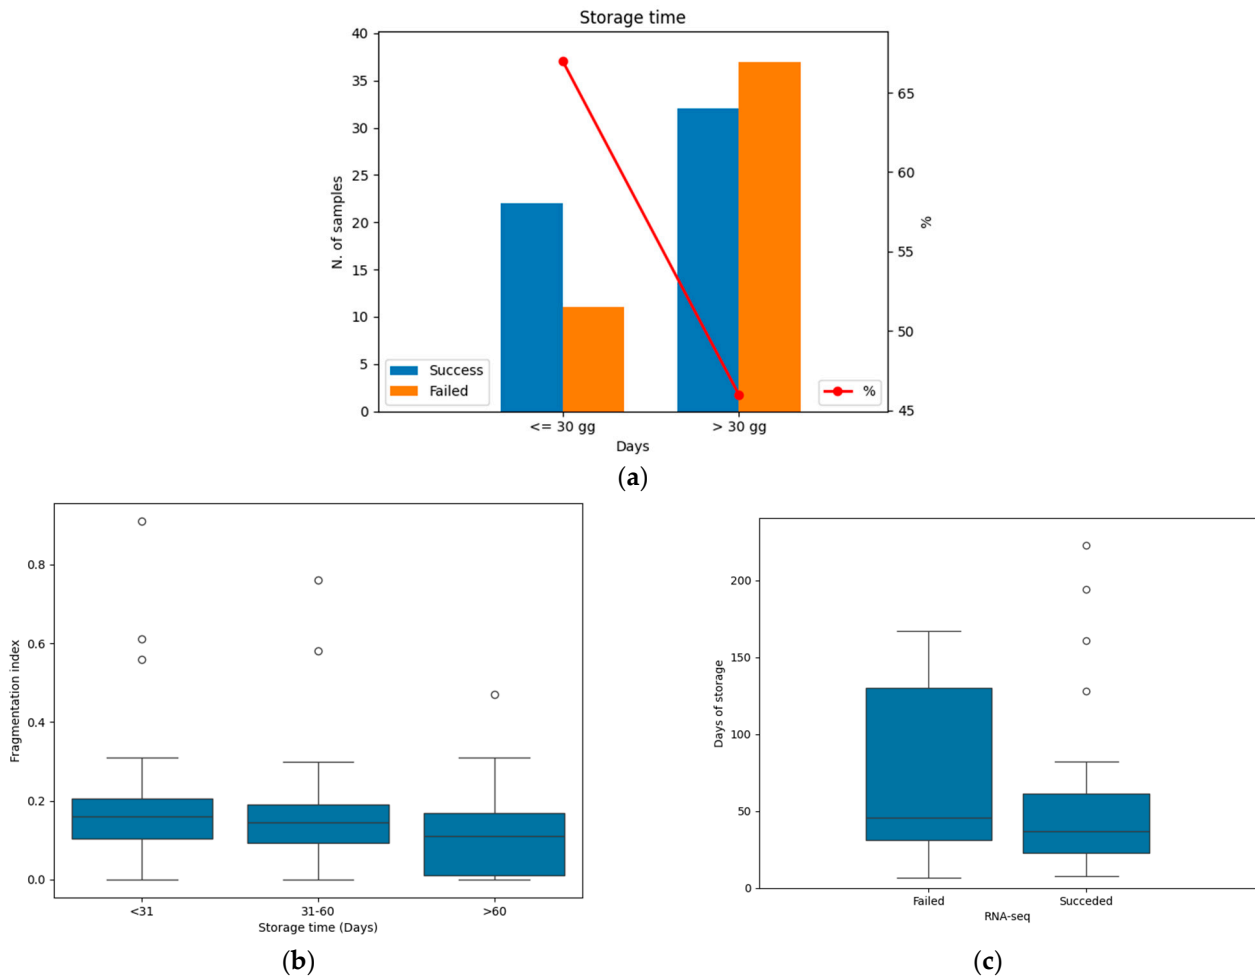 Storage time
40
35
30
25
20
15
10
5
0
N. of samples
65
60
55
50
45
%
Success
Failed
%
<= 30 gg
> 30 gg
Days
(a)
0.8
0.6
0.4
0.2
0.0
Fragmentation index
<31
31-60
>60
Storage time (Days)
(b)
200
150
100
50
0
Days of storage
Failed
Succeded
RNA-seq
(c)